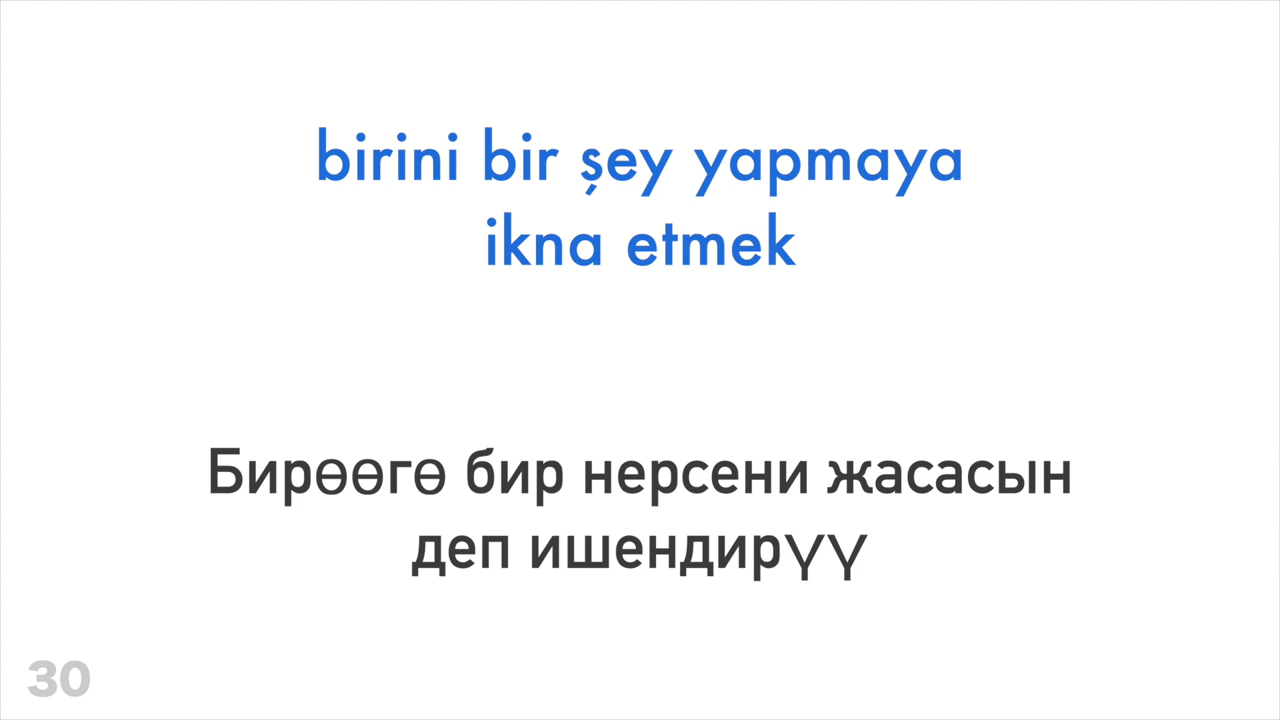 birini bir şey yapmaya
ikna etmek
Бирөөгө бир нерсени жасасын
деп ишендирүү
30